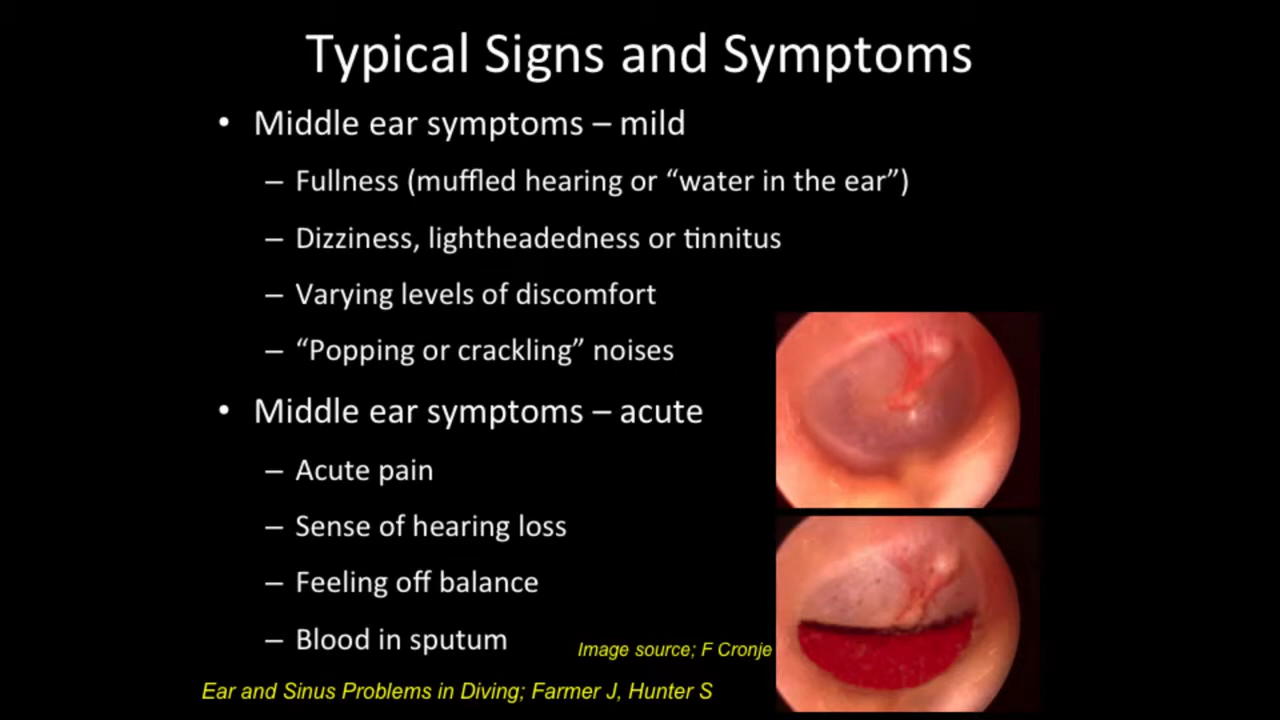 Typical Signs and Symptoms
• Middle ear symptoms – mild
– Fullness (muffled hearing or “water in the ear”)
– Dizziness, lightheadedness or tinnitus
– Varying levels of discomfort
– “Popping or crackling” noises
• Middle ear symptoms – acute
– Acute pain
– Sense of hearing loss
– Feeling off balance
– Blood in sputum
Image source; F Cronje
Ear and Sinus Problems in Diving; Farmer J, Hunter S